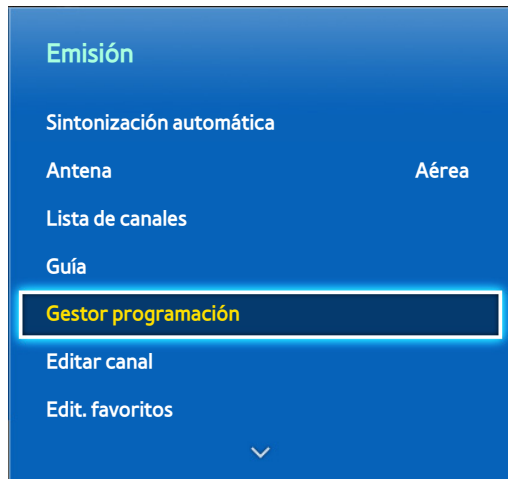 Emisión
Sintonización automática
Antena Aérea
Lista de canales
Guía
Gestor programación
Editar canal
Edit. favoritos